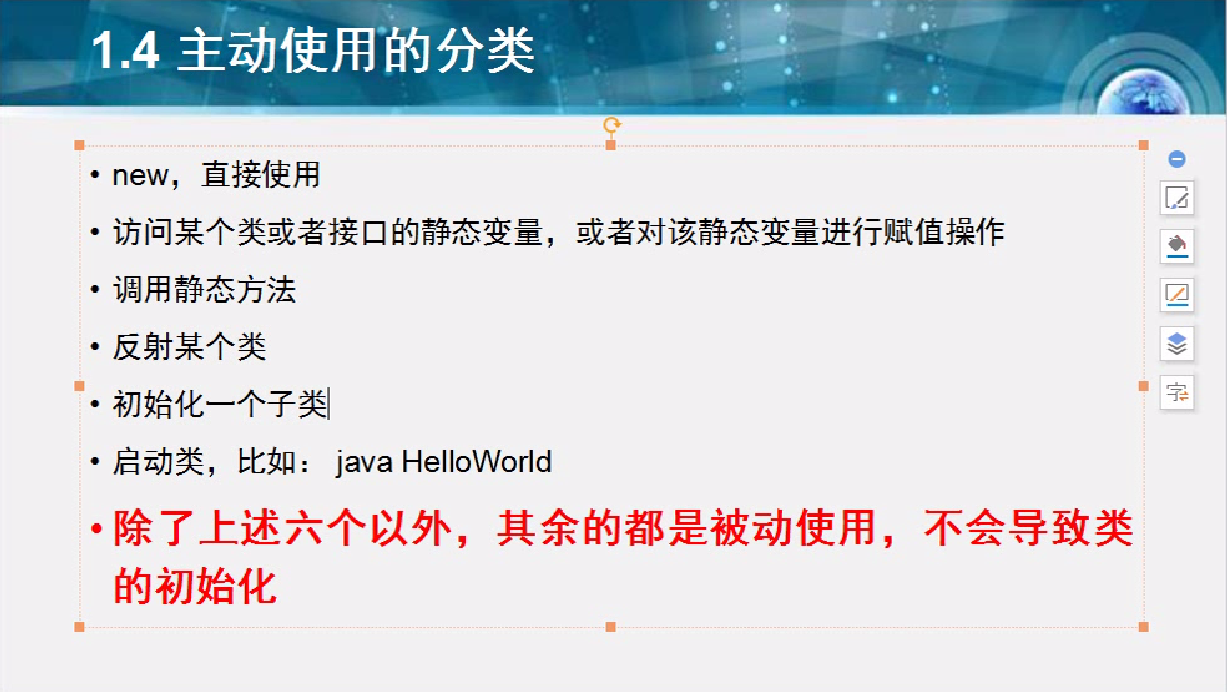 1.4 主动使用的分类
• new，直接使用
• 访问某个类或者接口的静态变量，或者对该静态变量进行赋值操作
• 调用静态方法
• 反射某个类
• 初始化一个子类
• 启动类，比如： java HelloWorld
• 除了上述六个以外，其余的都是被动使用，不会导致类
的初始化
字